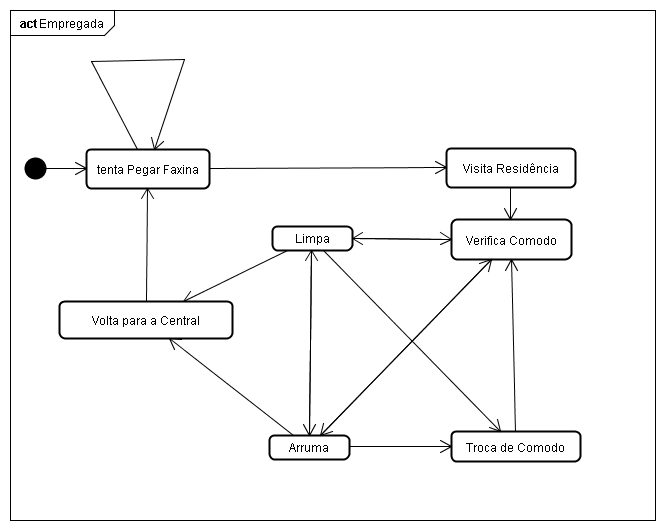 act Empregada
tenta Pegar Faxina
Visita Residência
Limpa
Verifica Comodo
Volta para a Central
Arruma
Troca de Comodo